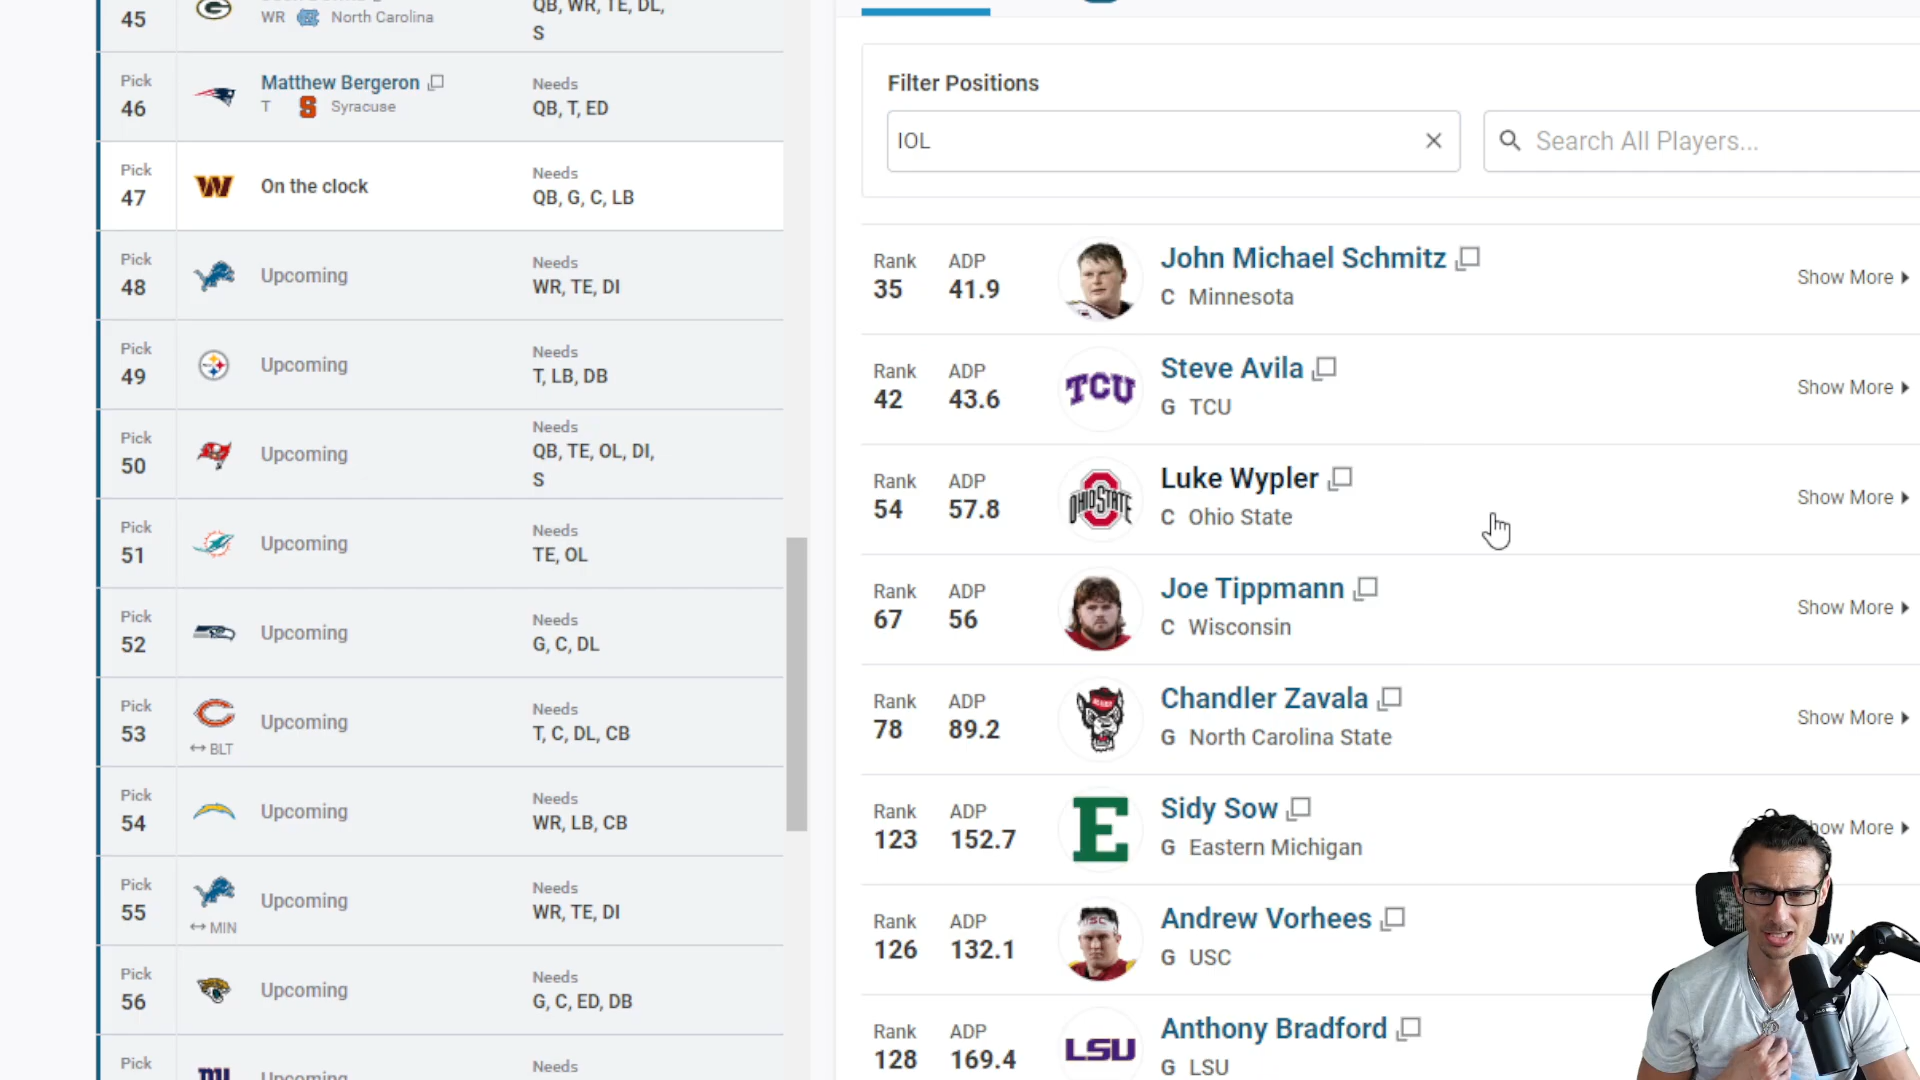 45
WR North Carolina
QB, WR, TE, DL,
S
Pick
46
Matthew Bergeron
T S Syracuse
Needs
QB, T, ED
Pick
47
W
On the clock
Needs
QB, G, C, LB
Pick
48
Upcoming
Needs
WR, TE, DI
Pick
49
Upcoming
Needs
T, LB, DB
Pick
50
Upcoming
Needs
QB, TE, OL, DI,
S
Pick
51
Upcoming
Needs
TE, OL
Pick
52
Upcoming
Needs
G, C, DL
Pick
53
↔ BLT
Upcoming
Needs
T, C, DL, CB
Pick
54
Upcoming
Needs
WR, LB, CB
Pick
55
↔ MIN
Upcoming
Needs
WR, TE, DI
Pick
56
Upcoming
Needs
G, C, ED, DB
Pick
Upcoming
Needs
Filter Positions
IOL
Search All Players...
Rank ADP
35 41.9
John Michael Schmitz
C Minnesota
Show More
Rank ADP
42 43.6
TCU
Steve Avila
G TCU
Show More
Rank ADP
54 57.8
OHIO STATE
Luke Wypler
C Ohio State
Show More
Rank ADP
67 56
Joe Tippmann
C Wisconsin
Show More
Rank ADP
78 89.2
Chandler Zavala
G North Carolina State
Show More
Rank ADP
123 152.7
E
Sidy Sow
G Eastern Michigan
Show More
Rank ADP
126 132.1
Andrew Vorhees
G USC
Rank ADP
128 169.4
LSU
Anthony Bradford
G LSU